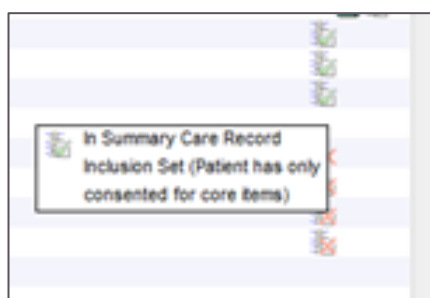 In Summary Care Record
Inclusion Set (Patient has only
consented for core items)